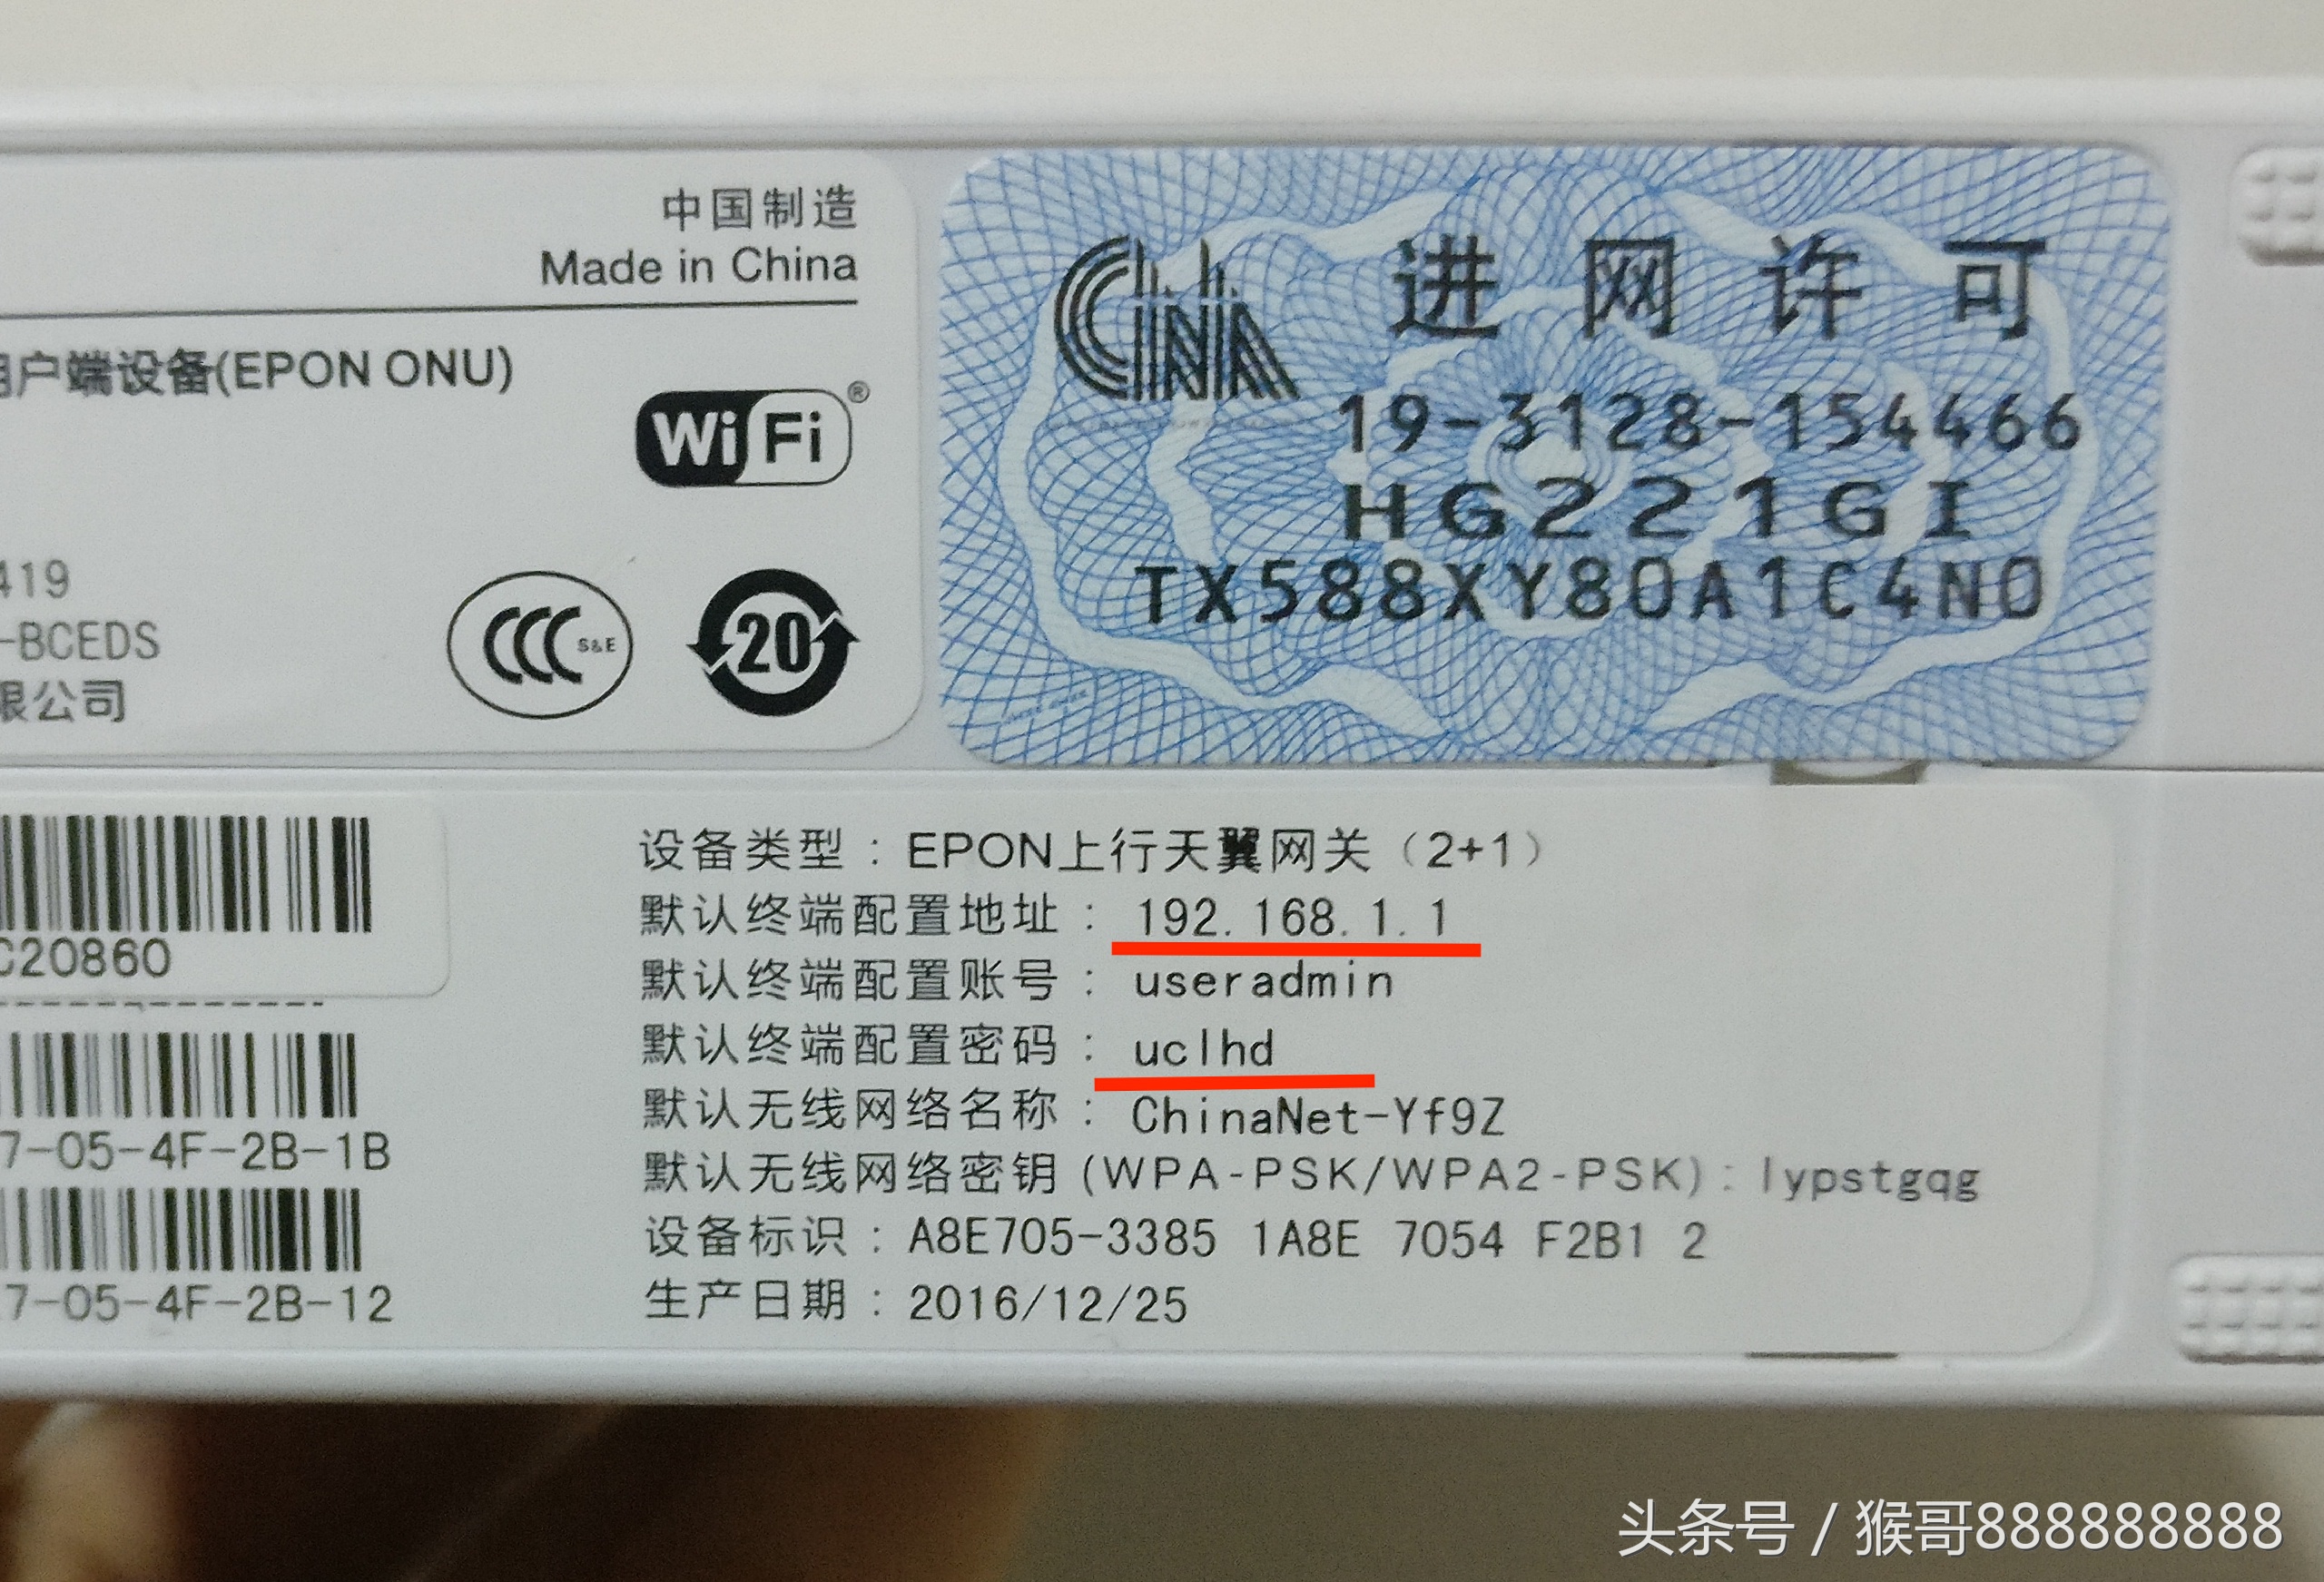 中国制造
Made in China
用户端设备(EPON ONU)
WiFi®
419
-BCEDS
限公司
CCC S&E
20
CNA 进网许可
19-3128-154466
HG221GI
TX588XY80A1C4N0
C20860
7-05-4F-2B-1B
7-05-4F-2B-12
设备类型：EPON上行天翼网关（2+1）
默认终端配置地址：192.168.1.1
默认终端配置账号：useradmin
默认终端配置密码：uclhd
默认无线网络名称：ChinaNet-Yf9Z
默认无线网络密钥(WPA-PSK/WPA2-PSK)：lypstgqg
设备标识：A8E705-3385 1A8E 7054 F2B1 2
生产日期：2016/12/25
头条号 / 猴哥888888888